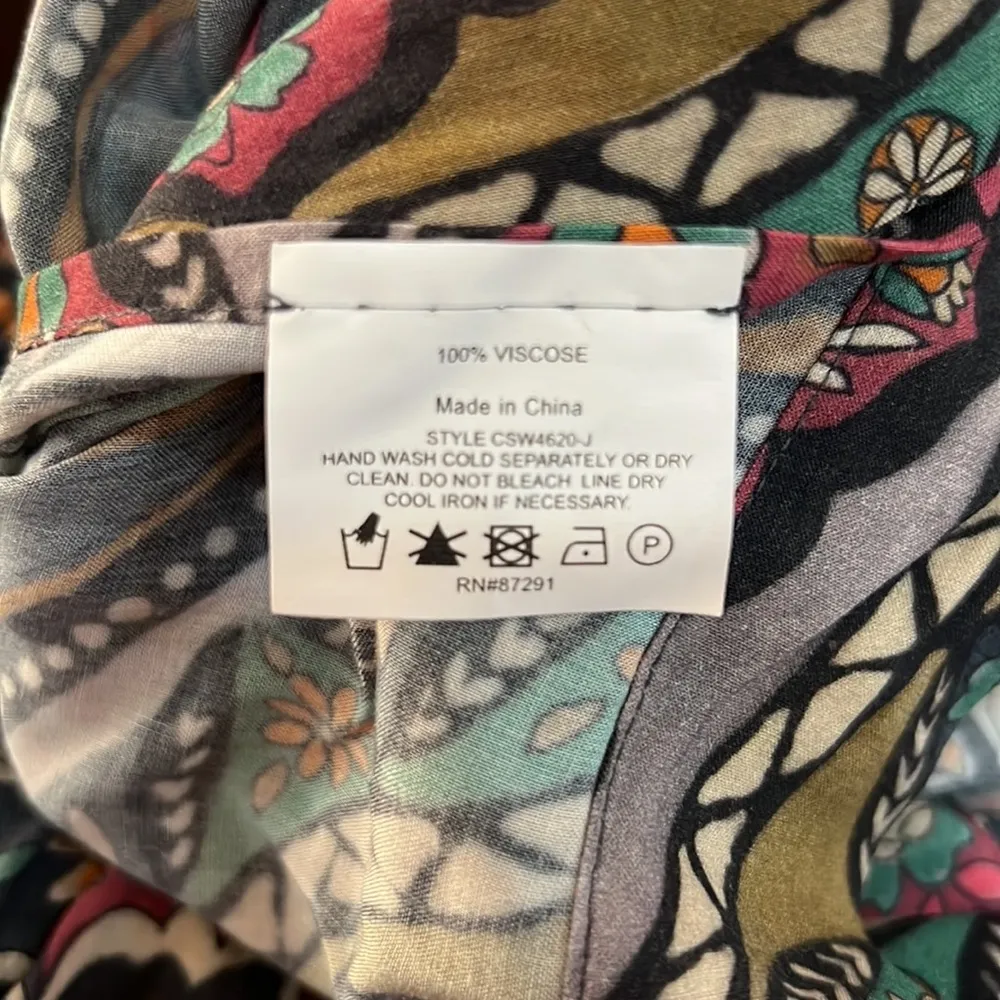 100% VISCOSE
Made in China
STYLE CSW4620-J
HAND WASH COLD SEPARATELY OR DRY
CLEAN. DO NOT BLEACH LINE DRY
COOL IRON IF NECESSARY.
P
RN#87291